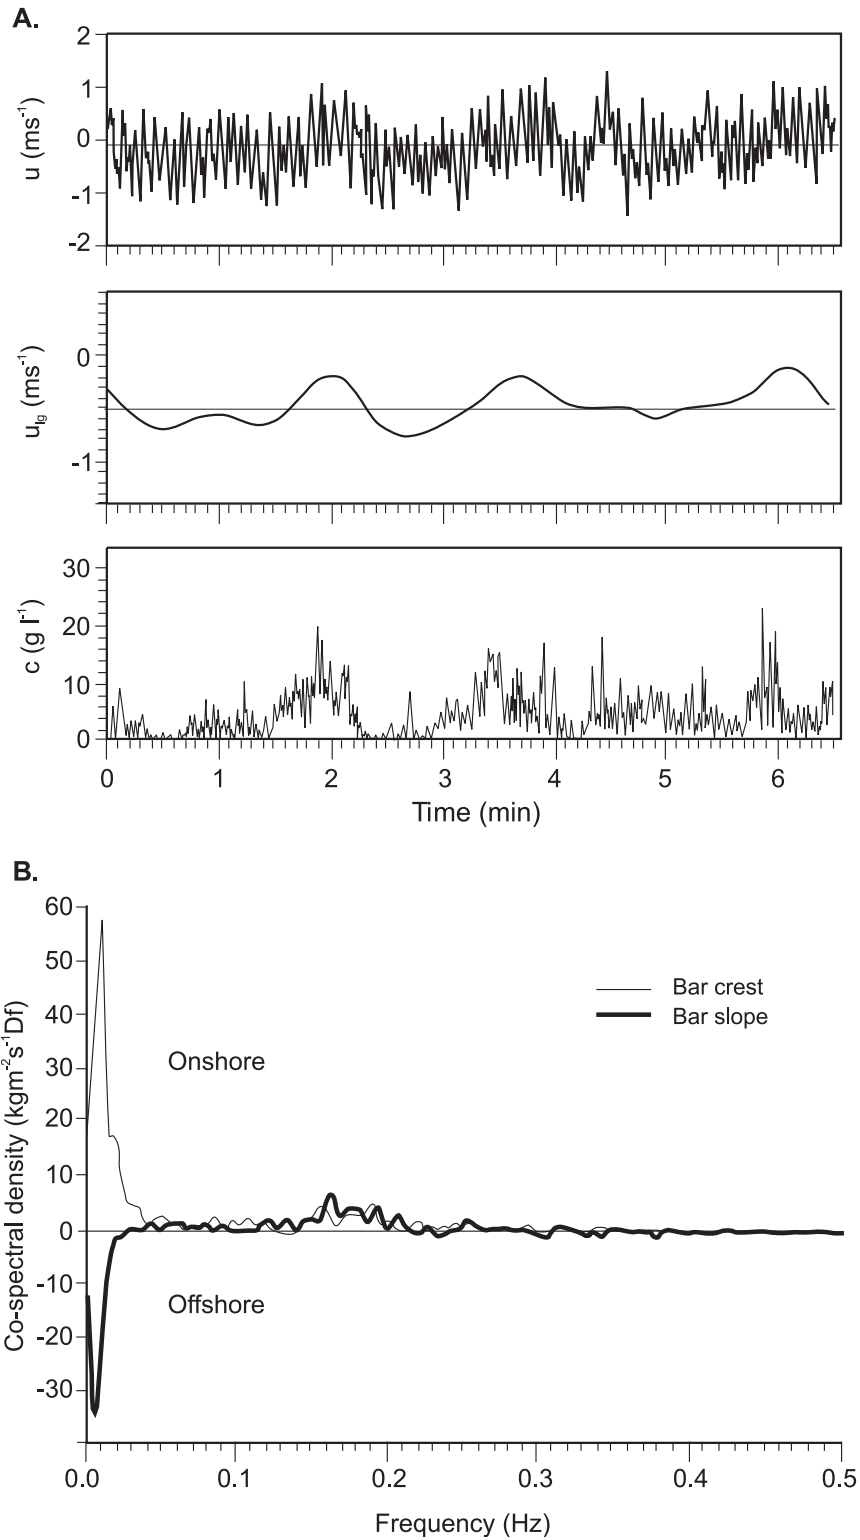 A.
2
1
0
-1
-2
u (ms⁻¹)
0
-1
u_lg (ms⁻¹)
30
20
10
0
c (g l⁻¹)
0 1 2 3 4 5 6
Time (min)
B.
60
50
40
30
20
10
0
-10
-20
-30
Co-spectral density (kgm⁻²s⁻¹Df)
Bar crest
Bar slope
Onshore
Offshore
0.0 0.1 0.2 0.3 0.4 0.5
Frequency (Hz)